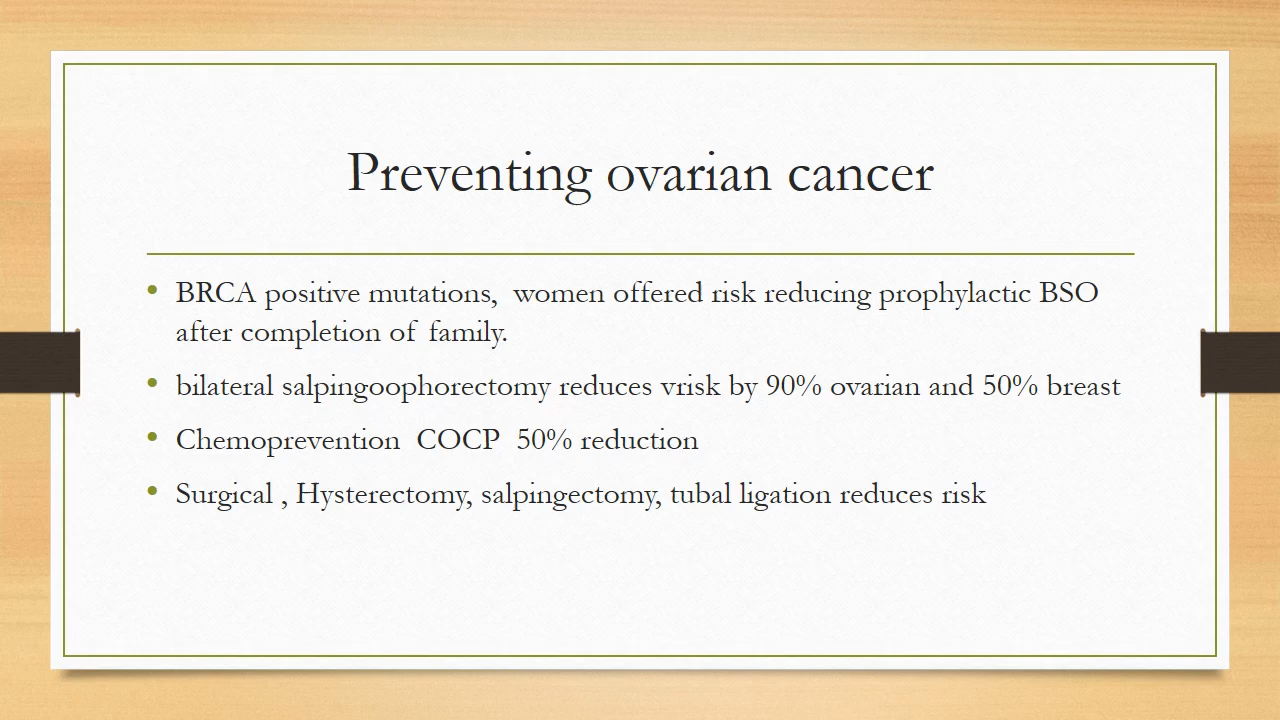 Preventing ovarian cancer
• BRCA positive mutations,  women offered risk reducing prophylactic BSO
after completion of family.
• bilateral salpingoophorectomy reduces vrisk by 90% ovarian and 50% breast
• Chemoprevention  COCP  50% reduction
• Surgical , Hysterectomy, salpingectomy, tubal ligation reduces risk